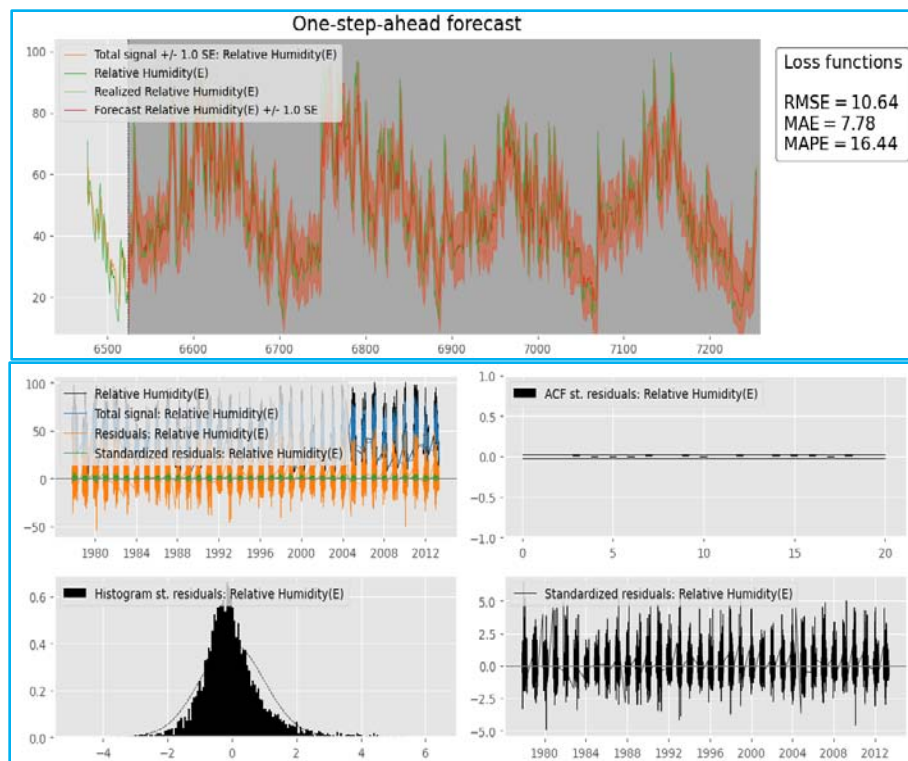 One-step-ahead forecast
100
80
60
40
20
Total signal +/- 1.0 SE: Relative Humidity(E)
Relative Humidity(E)
Realized Relative Humidity(E)
Forecast Relative Humidity(E) +/- 1.0 SE
6500 6600 6700 6800 6900 7000 7100 7200
Loss functions
RMSE = 10.64
MAE = 7.78
MAPE = 16.44
100
50
0
−50
Relative Humidity(E)
Total signal: Relative Humidity(E)
Residuals: Relative Humidity(E)
Standardized residuals: Relative Humidity(E)
1980 1984 1988 1992 1996 2000 2004 2008 2012
1.0
0.5
0.0
−0.5
−1.0
ACF st. residuals: Relative Humidity(E)
0 5 10 15 20
0.6
0.4
0.2
0.0
Histogram st. residuals: Relative Humidity(E)
−4 −2 0 2 4 6
5.0
2.5
0.0
−2.5
−5.0
Standardized residuals: Relative Humidity(E)
1980 1984 1988 1992 1996 2000 2004 2008 2012